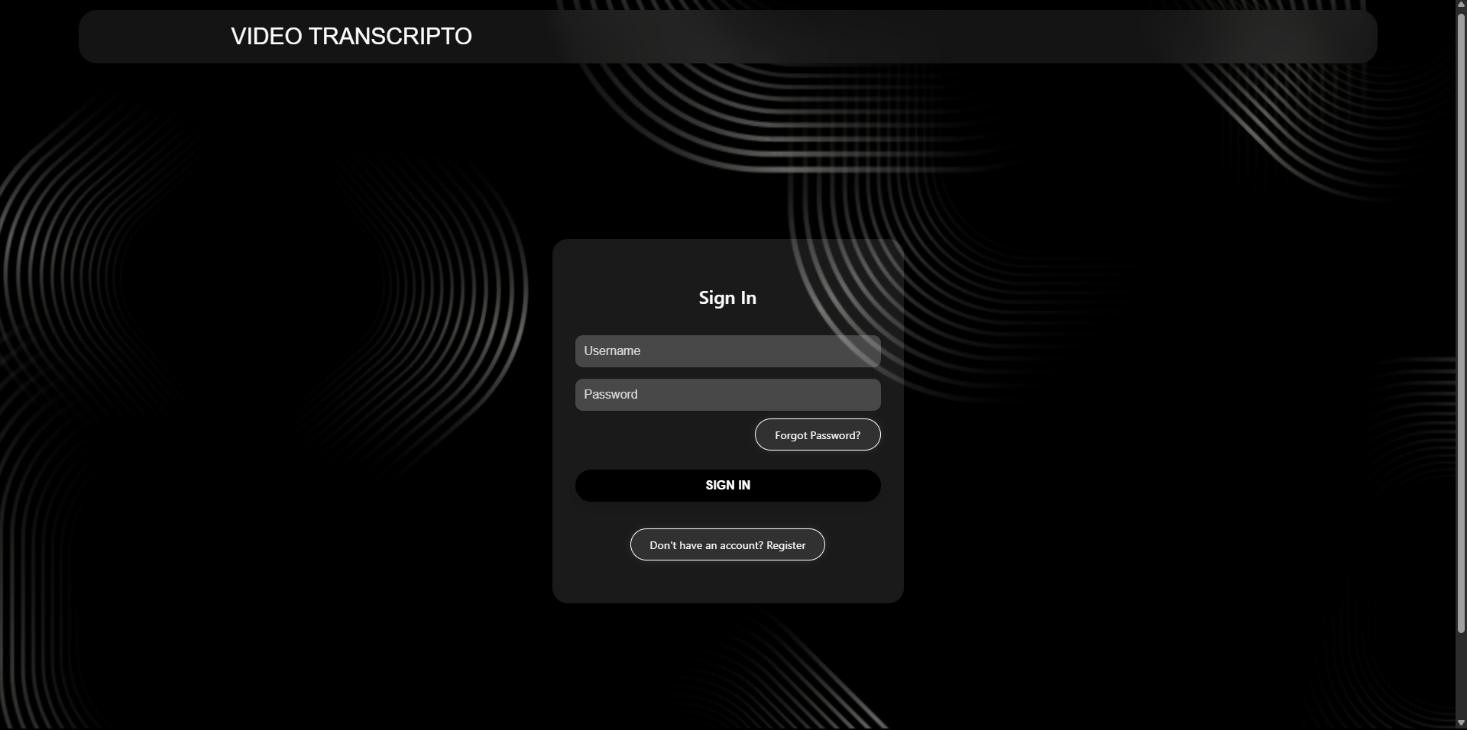 VIDEO TRANSCRIPTO
Sign In
Username
Password
Forgot Password?
SIGN IN
Don't have an account? Register